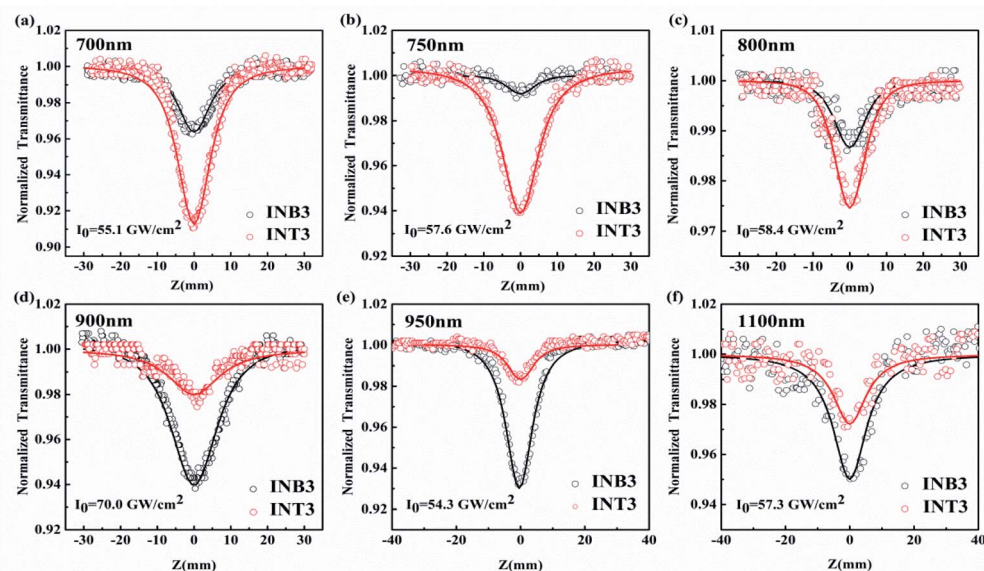 (a)
1.02
1.00
0.98
0.96
0.94
0.92
0.90
Normalized Transmittance
700nm
I0=55.1 GW/cm2
INB3
INT3
-30 -20 -10 0 10 20 30
Z(mm)
(b)
1.02
1.00
0.98
0.96
0.94
0.92
Normalized Transmittance
750nm
I0=57.6 GW/cm2
INB3
INT3
-30 -20 -10 0 10 20 30
Z(mm)
(c)
1.01
1.00
0.99
0.98
0.97
Normalized Transmittance
800nm
I0=58.4 GW/cm2
INB3
INT3
-30 -20 -10 0 10 20 30
Z(mm)
(d)
1.02
1.00
0.98
0.96
0.94
0.92
Normalized Transmittance
900nm
I0=70.0 GW/cm2
INB3
INT3
-30 -20 -10 0 10 20 30
Z(mm)
(e)
1.02
1.00
0.98
0.96
0.94
0.92
Normalized Transmittance
950nm
I0=54.3 GW/cm2
INB3
INT3
-40 -20 0 20 40
Z(mm)
(f)
1.02
1.00
0.98
0.96
0.94
Normalized Transmittance
1100nm
I0=57.3 GW/cm2
INB3
INT3
-40 -30 -20 -10 0 10 20 30 40
Z(mm)